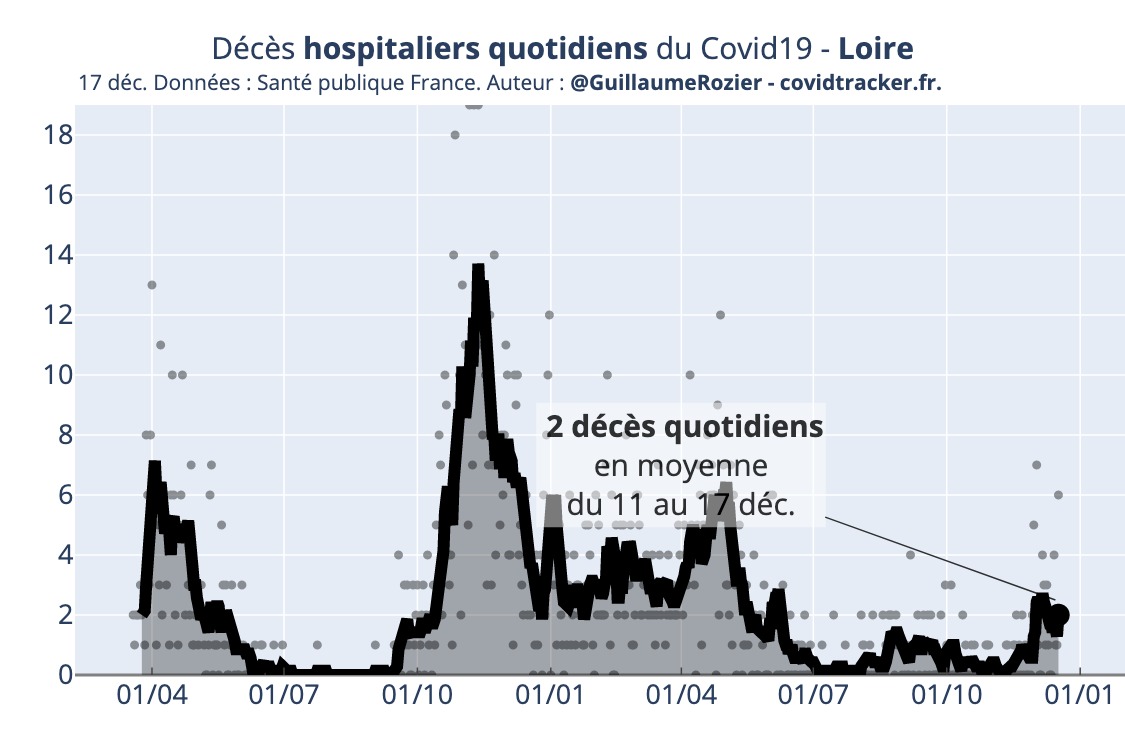 Décès hospitaliers quotidiens du Covid19 - Loire
17 déc. Données : Santé publique France. Auteur : @GuillaumeRozier - covidtracker.fr.
18
16
14
12
10
8
6
4
2
0
2 décès quotidiens
en moyenne
du 11 au 17 déc.
01/04 01/07 01/10 01/01 01/04 01/07 01/10 01/01